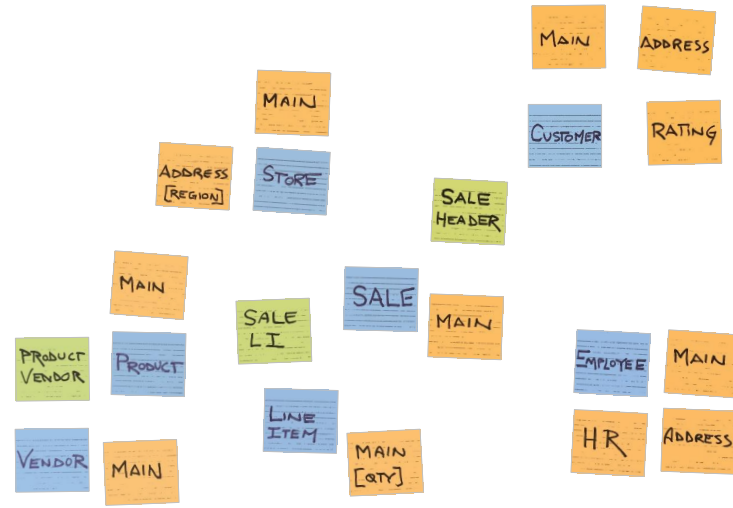 MAIN
ADDRESS
MAIN
CUSTOMER
RATING
ADDRESS
[REGION]
STORE
SALE
HEADER
MAIN
SALE
MAIN
SALE
LI
PRODUCT
VENDOR
PRODUCT
EMPLOYEE
MAIN
LINE
ITEM
HR
ADDRESS
VENDOR
MAIN
MAIN
[QTY]